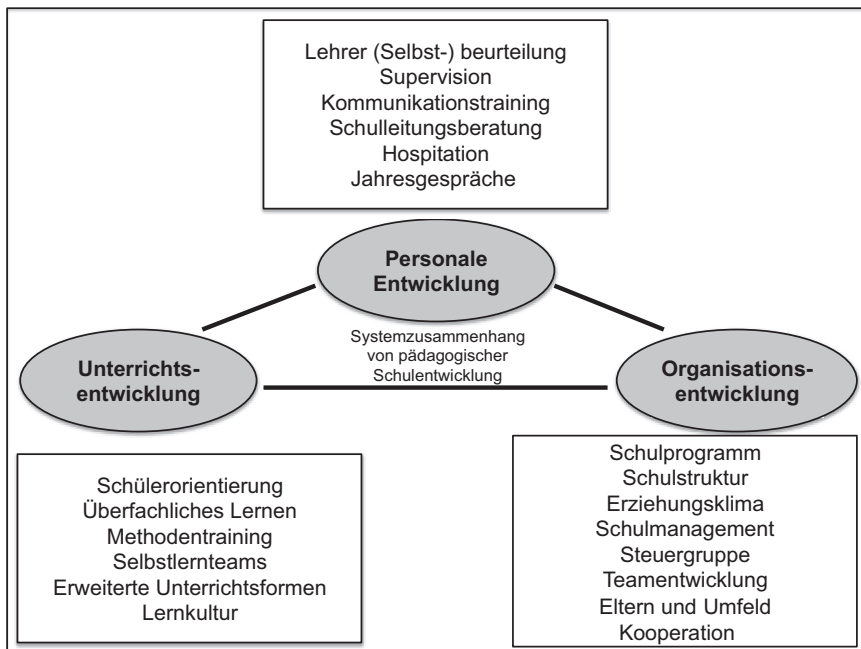 Lehrer (Selbst-) beurteilung
Supervision
Kommunikationstraining
Schulleitungsberatung
Hospitation
Jahresgespräche
Personale
Entwicklung
Systemzusammenhang
von pädagogischer
Schulentwicklung
Unterrichts-
entwicklung
Organisations-
entwicklung
Schülerorientierung
Überfachliches Lernen
Methodentraining
Selbstlernteams
Erweiterte Unterrichtsformen
Lernkultur
Schulprogramm
Schulstruktur
Erziehungsklima
Schulmanagement
Steuergruppe
Teamentwicklung
Eltern und Umfeld
Kooperation